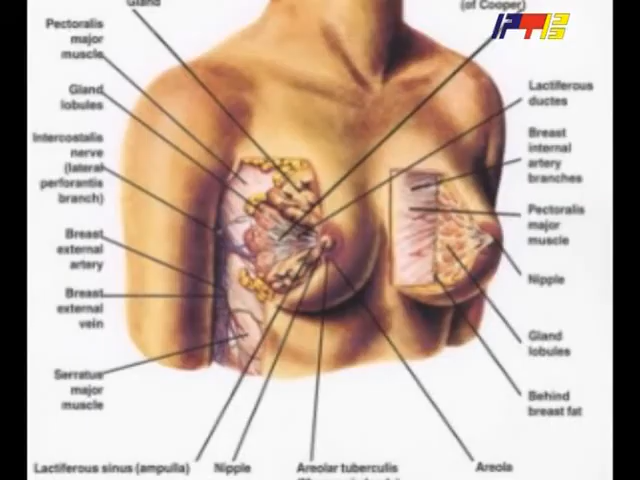 Gland
(of Cooper)
Pectoralis
major
muscle
Gland
lobules
Intercostalis
nerve
(lateral
perforantis
branch)
Breast
external
artery
Breast
external
vein
Serratus
major
muscle
Lactiferous
ductes
Breast
internal
artery
branches
Pectoralis
major
muscle
Nipple
Gland
lobules
Behind
breast fat
Lactiferous sinus (ampulla)
Nipple
Areolar tuberculis
Areola